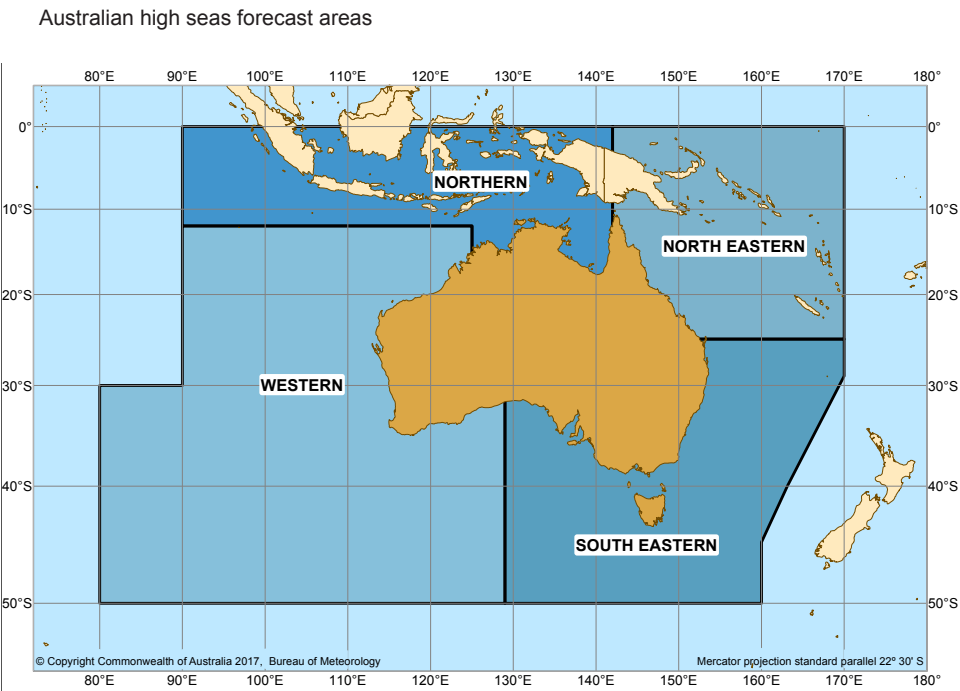 Australian high seas forecast areas
80°E 90°E 100°E 110°E 120°E 130°E 140°E 150°E 160°E 170°E 180°
0° 0°
NORTHERN
10°S 10°S
NORTH EASTERN
20°S 20°S
WESTERN
30°S 30°S
40°S 40°S
SOUTH EASTERN
50°S 50°S
© Copyright Commonwealth of Australia 2017, Bureau of Meteorology
Mercator projection standard parallel 22º 30' S
80°E 90°E 100°E 110°E 120°E 130°E 140°E 150°E 160°E 170°E 180°